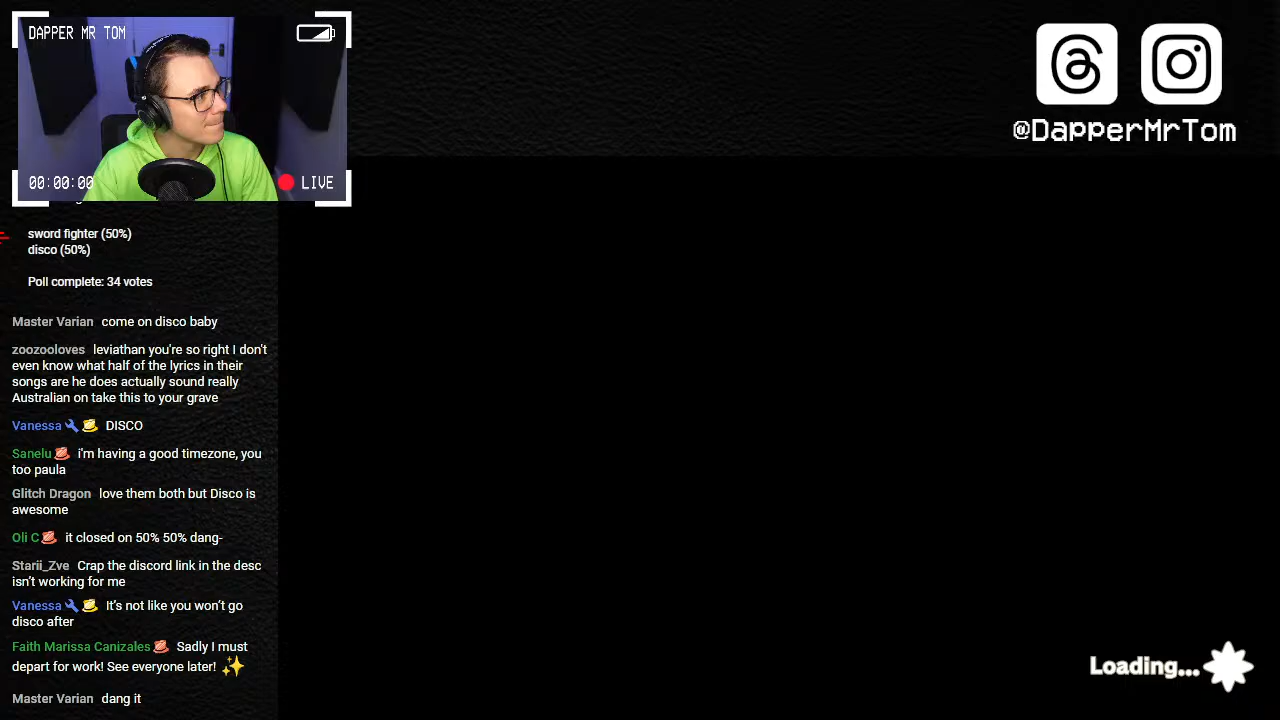 DAPPER MR TOM
00:00:00
LIVE
@DapperMrTom
sword fighter (50%)
disco (50%)
Poll complete: 34 votes
Master Varian come on disco baby
zoozooloves leviathan you're so right I don't
even know what half of the lyrics in their
songs are he does actually sound really
Australian on take this to your grave
Vanessa DISCO
Sanelu i'm having a good timezone, you
too paula
Glitch Dragon love them both but Disco is
awesome
Oli C it closed on 50% 50% dang-
Starii_Zve Crap the discord link in the desc
isn't working for me
Vanessa It's not like you won't go
disco after
Faith Marissa Canizales Sadly I must
depart for work! See everyone later! ✨
Master Varian dang it
Loading...